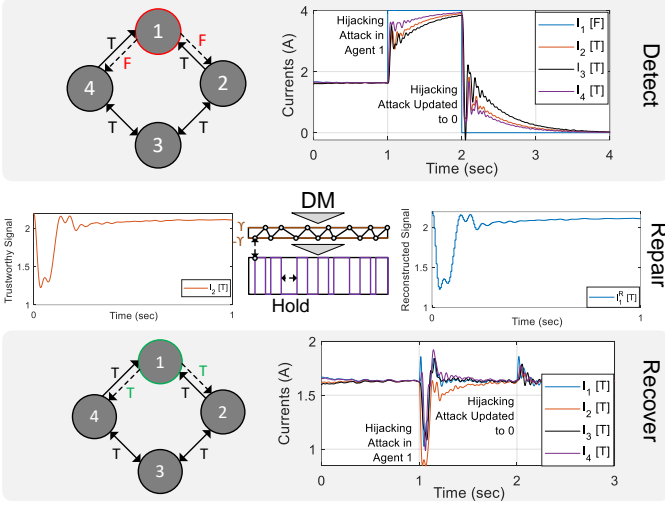 1
T
F
F
T
4
2
T
T
3
Currents (A)
4
2
0
Hijacking
Attack in
Agent 1
Hijacking
Attack Updated
to 0
I1 [F]
I2 [T]
I3 [T]
I4 [T]
0
1
2
3
4
Time (sec)
Detect
Trustworthy Signal
2
1.5
1
I2 [T]
0
1
Time (sec)
DM
ϒ
-ϒ
Hold
Reconstructed Signal
2
1.5
1
I1R [T]
0
1
Time (sec)
Repair
1
T
T
T
T
4
2
T
T
3
Currents (A)
2
1.5
1
Hijacking
Attack in
Agent 1
Hijacking
Attack Updated
to 0
I1 [T]
I2 [T]
I3 [T]
I4 [T]
0
1
2
3
Time (sec)
Recover